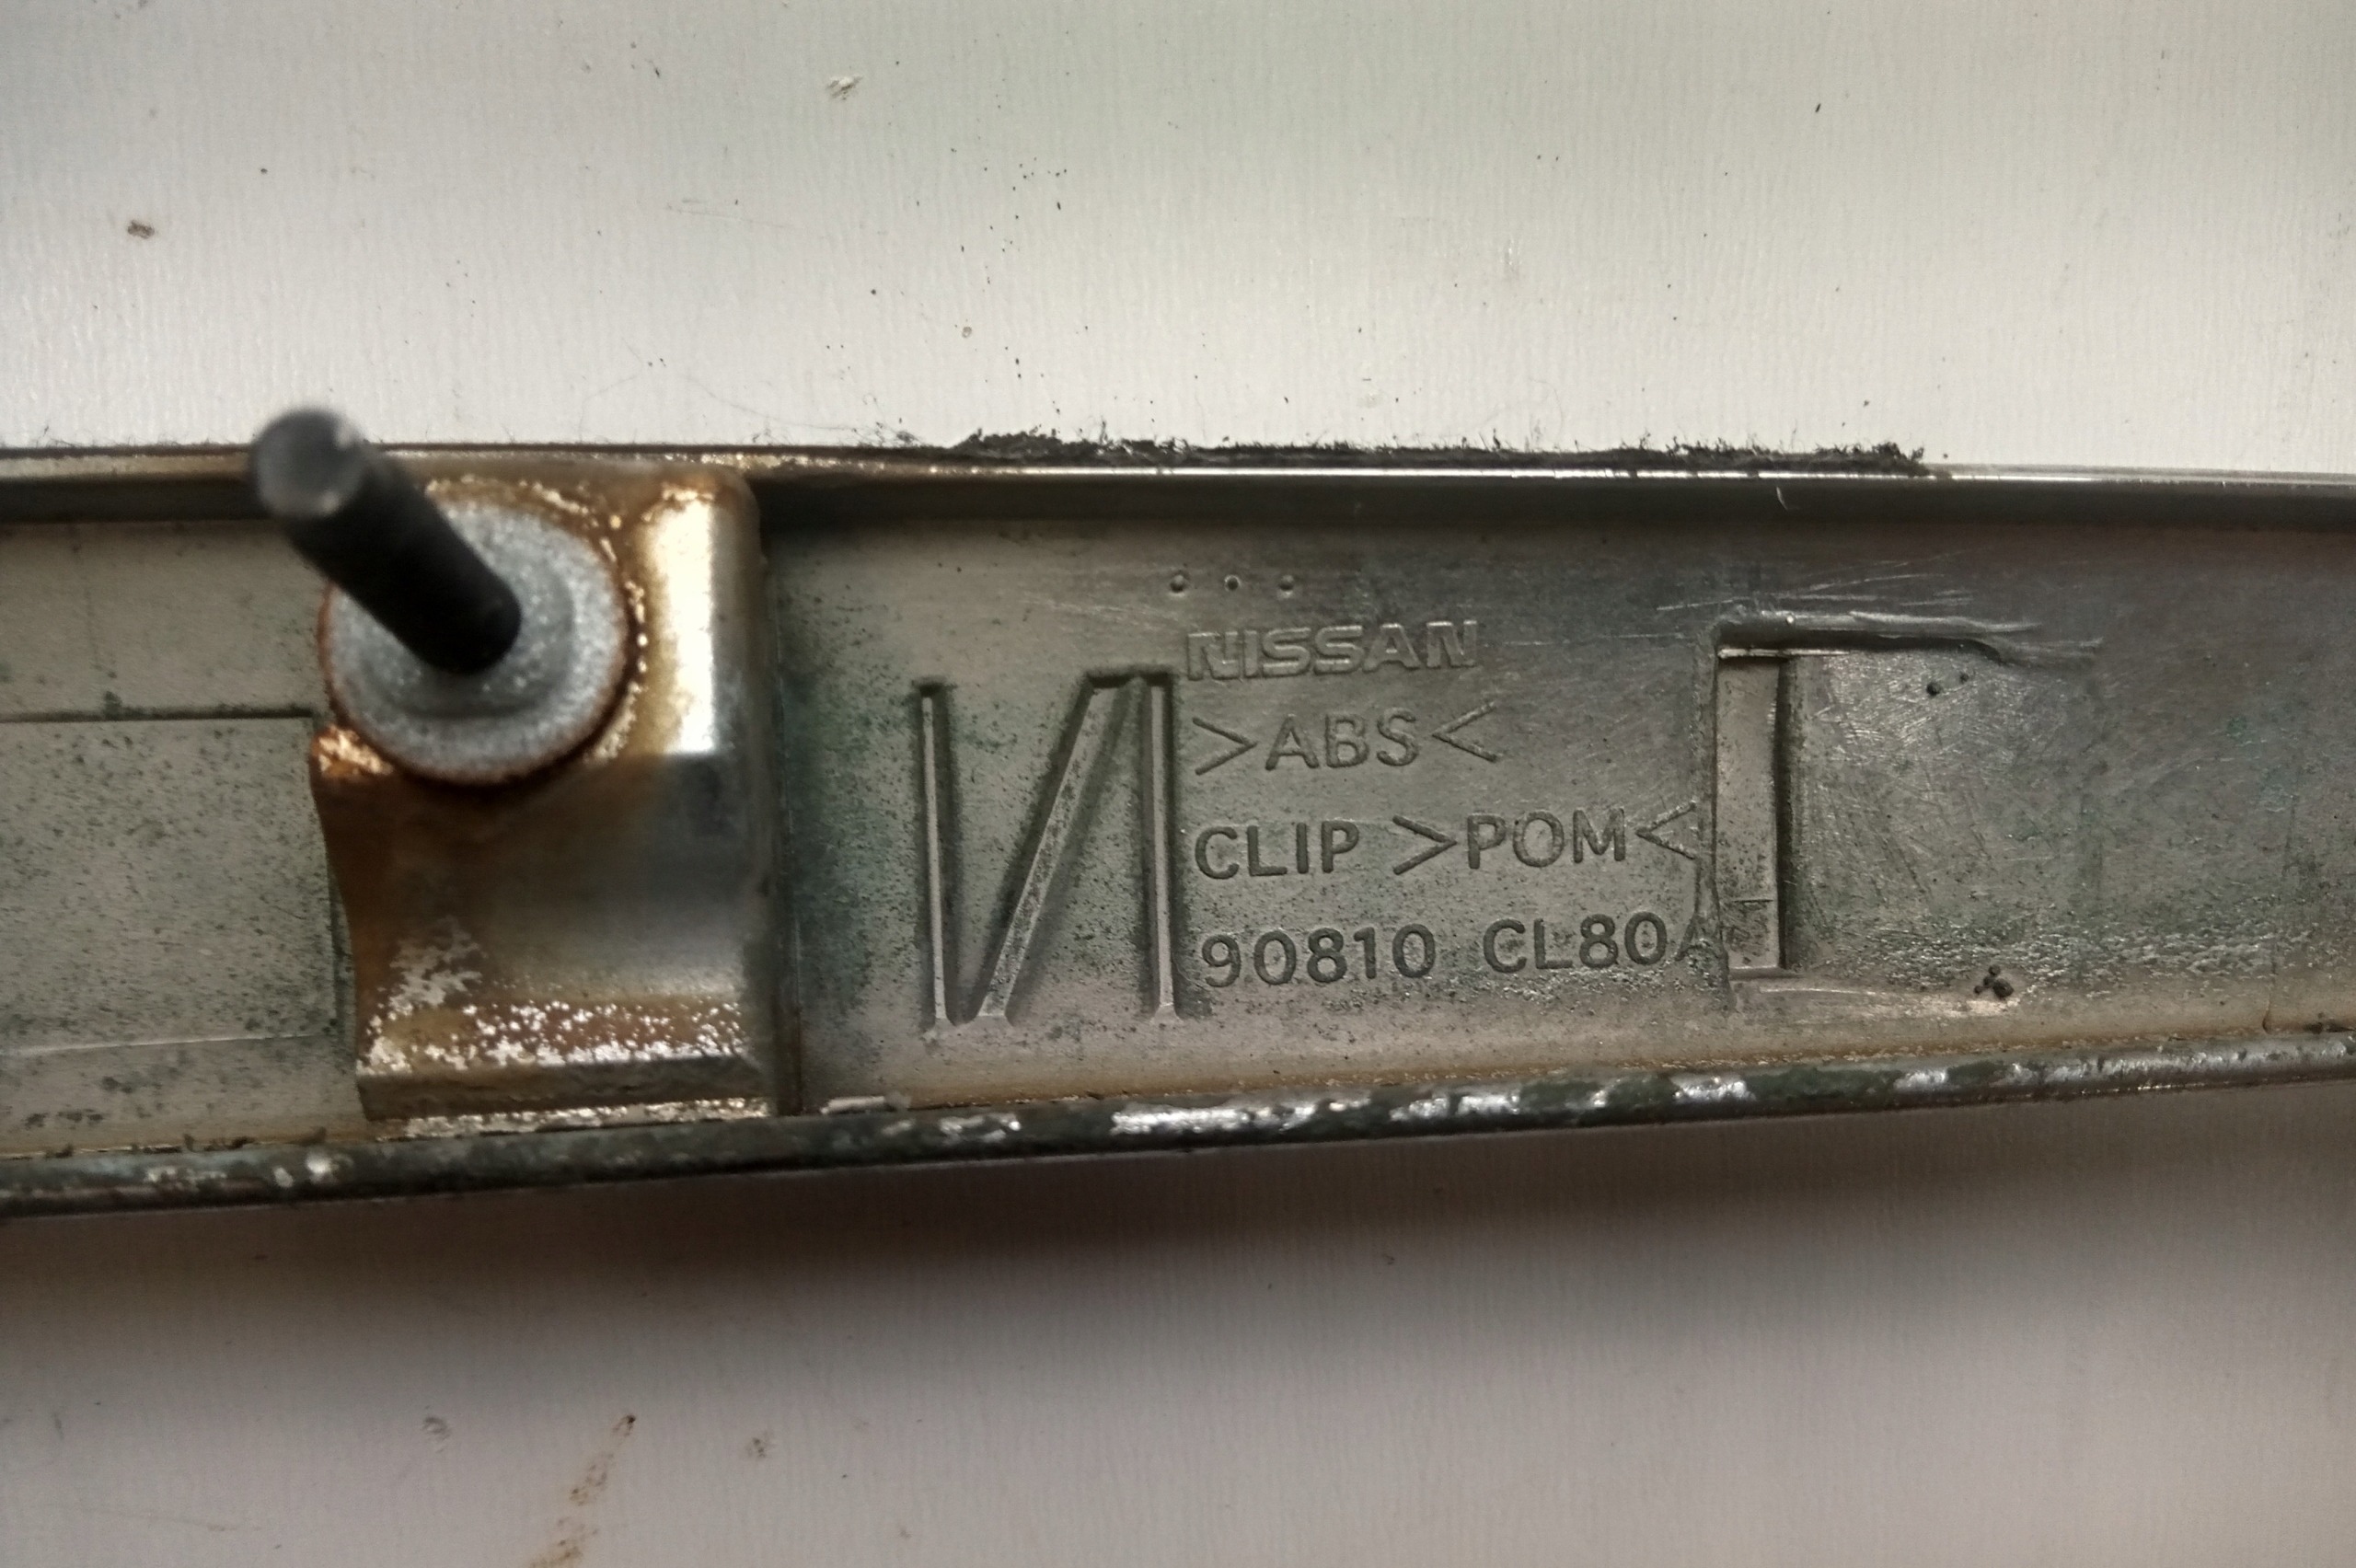 NISSAN
>ABS<
CLIP >POM<
90810 CL80A